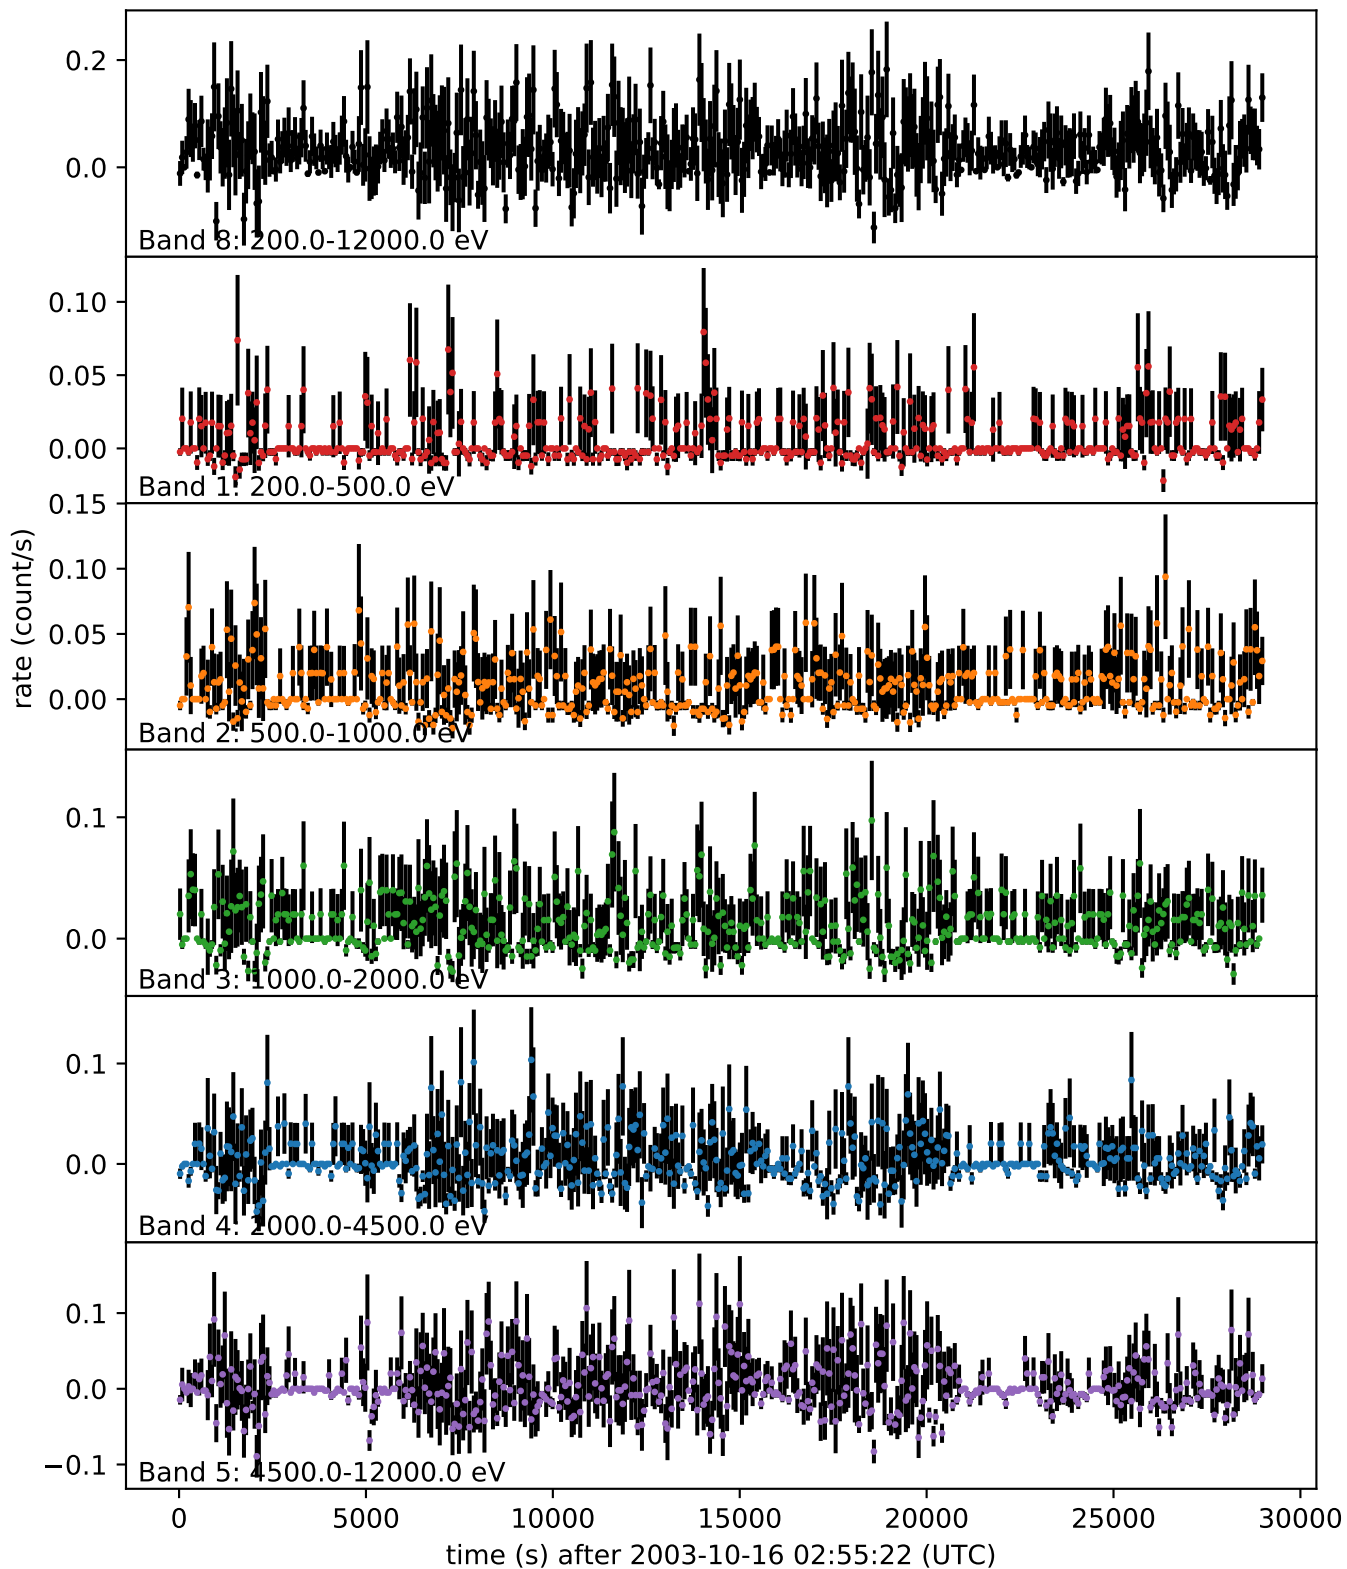 0.2
0.0
Band 8: 200.0-12000.0 eV
0.10
0.05
0.00
Band 1: 200.0-500.0 eV
0.15
0.10
0.05
0.00
Band 2: 500.0-1000.0 eV
rate (count/s)
0.1
0.0
Band 3: 1000.0-2000.0 eV
0.1
0.0
Band 4: 2000.0-4500.0 eV
0.1
0.0
−0.1
Band 5: 4500.0-12000.0 eV
0 5000 10000 15000 20000 25000 30000
time (s) after 2003-10-16 02:55:22 (UTC)